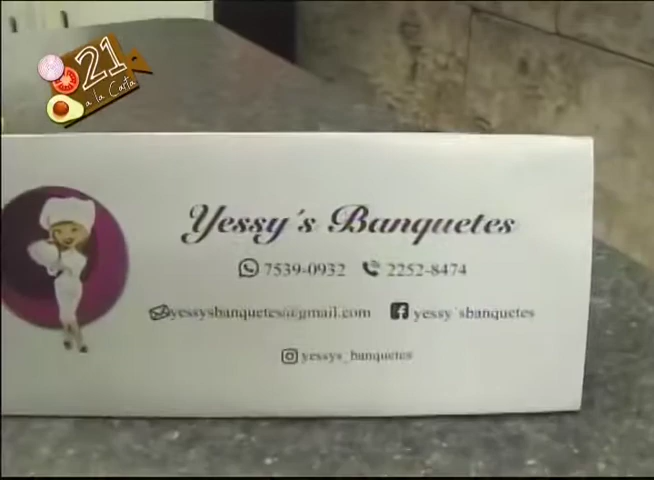 21
a la Carta
Yessy's Banquetes
7539-0932 2252-8474
yessysbanquetes@gmail.com yessy´sbanquetes
yessys_banquetes